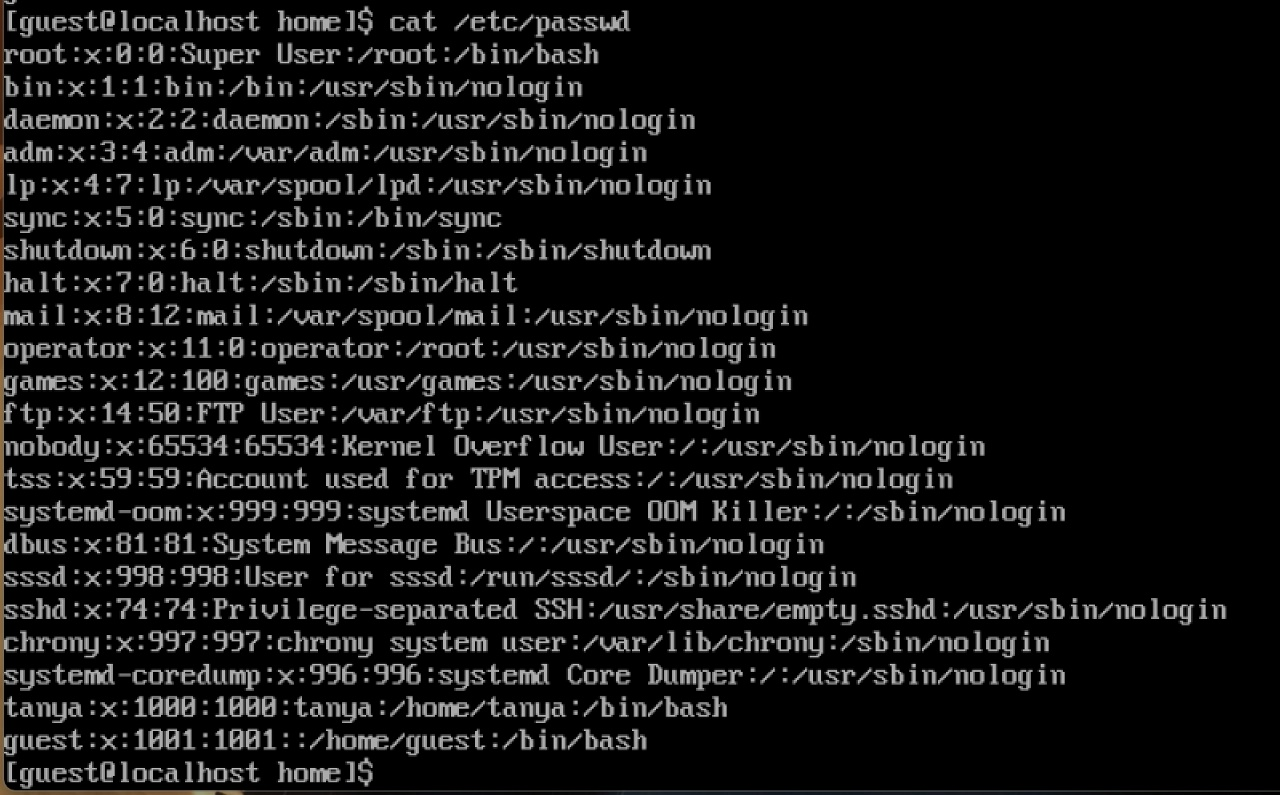 [guest@localhost home]$ cat /etc/passwd
root:x:0:0:Super User:/root:/bin/bash
bin:x:1:1:bin:/bin:/usr/sbin/nologin
daemon:x:2:2:daemon:/sbin:/usr/sbin/nologin
adm:x:3:4:adm:/var/adm:/usr/sbin/nologin
lp:x:4:7:lp:/var/spool/lpd:/usr/sbin/nologin
sync:x:5:0:sync:/sbin:/bin/sync
shutdown:x:6:0:shutdown:/sbin:/sbin/shutdown
halt:x:7:0:halt:/sbin:/sbin/halt
mail:x:8:12:mail:/var/spool/mail:/usr/sbin/nologin
operator:x:11:0:operator:/root:/usr/sbin/nologin
games:x:12:100:games:/usr/games:/usr/sbin/nologin
ftp:x:14:50:FTP User:/var/ftp:/usr/sbin/nologin
nobody:x:65534:65534:Kernel Overflow User:/:/usr/sbin/nologin
tss:x:59:59:Account used for TPM access:/:/usr/sbin/nologin
systemd-oom:x:999:999:systemd Userspace OOM Killer:/:/sbin/nologin
dbus:x:81:81:System Message Bus:/:/usr/sbin/nologin
sssd:x:998:998:User for sssd:/run/sssd/:/sbin/nologin
sshd:x:74:74:Privilege-separated SSH:/usr/share/empty.sshd:/usr/sbin/nologin
chrony:x:997:997:chrony system user:/var/lib/chrony:/sbin/nologin
systemd-coredump:x:996:996:systemd Core Dumper:/:/usr/sbin/nologin
tanya:x:1000:1000:tanya:/home/tanya:/bin/bash
guest:x:1001:1001::/home/guest:/bin/bash
[guest@localhost home]$